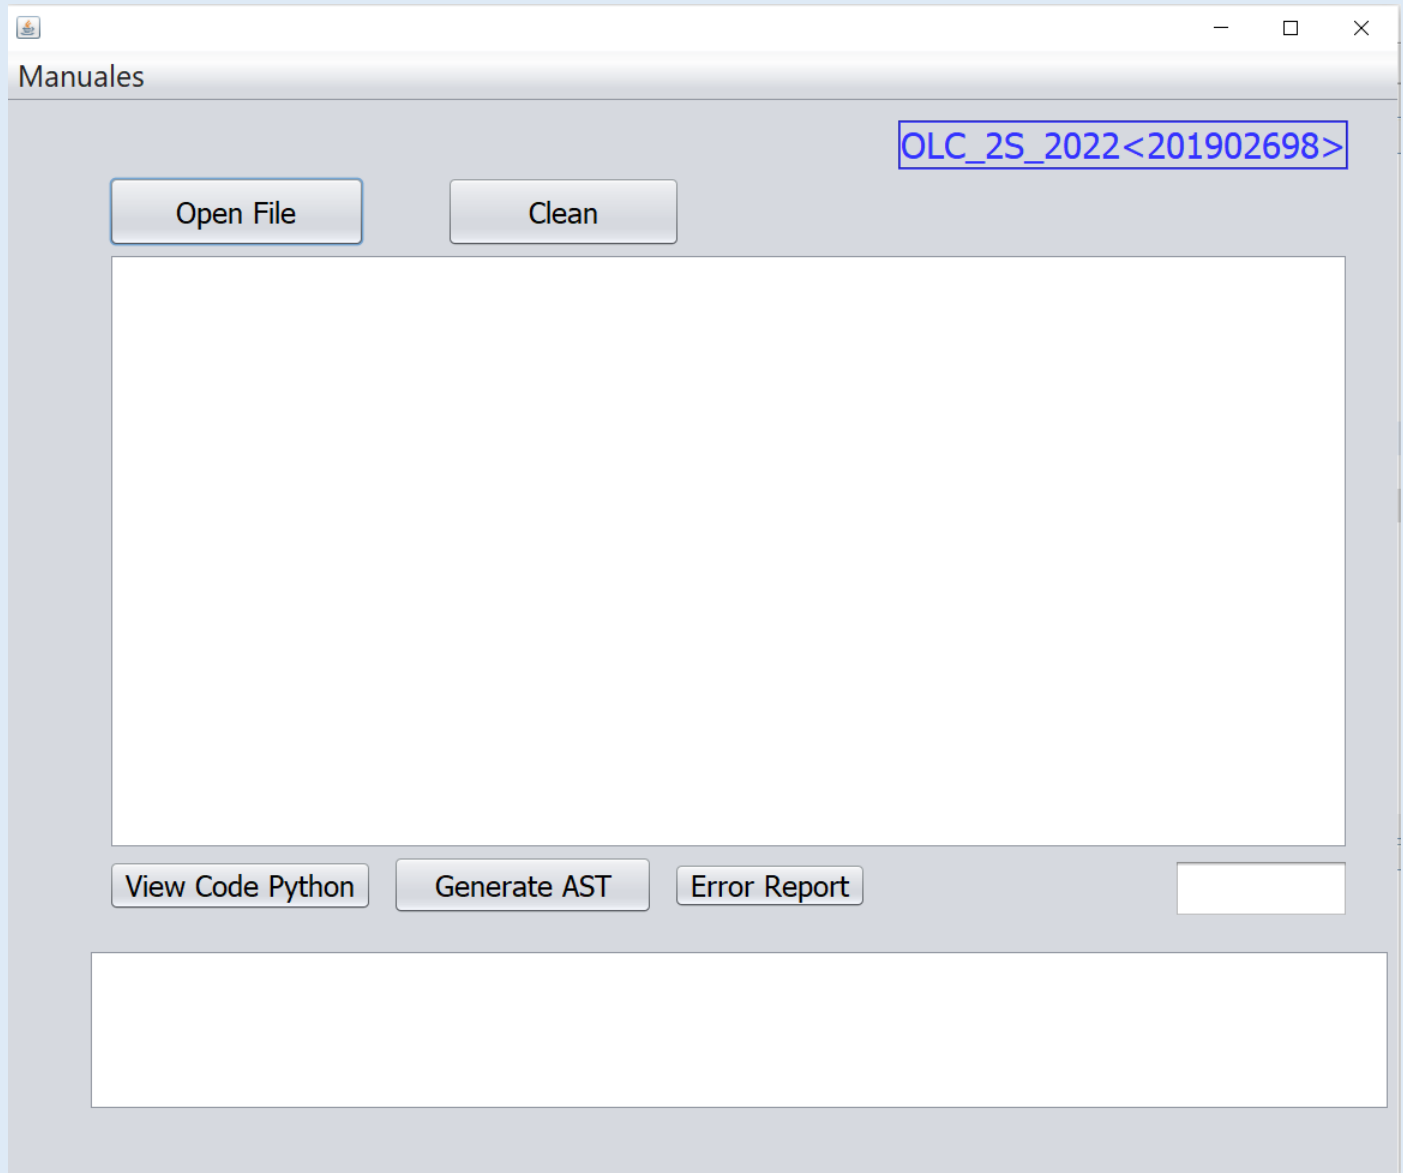 Manuales
OLC_2S_2022<201902698>
Open File
Clean
View Code Python
Generate AST
Error Report